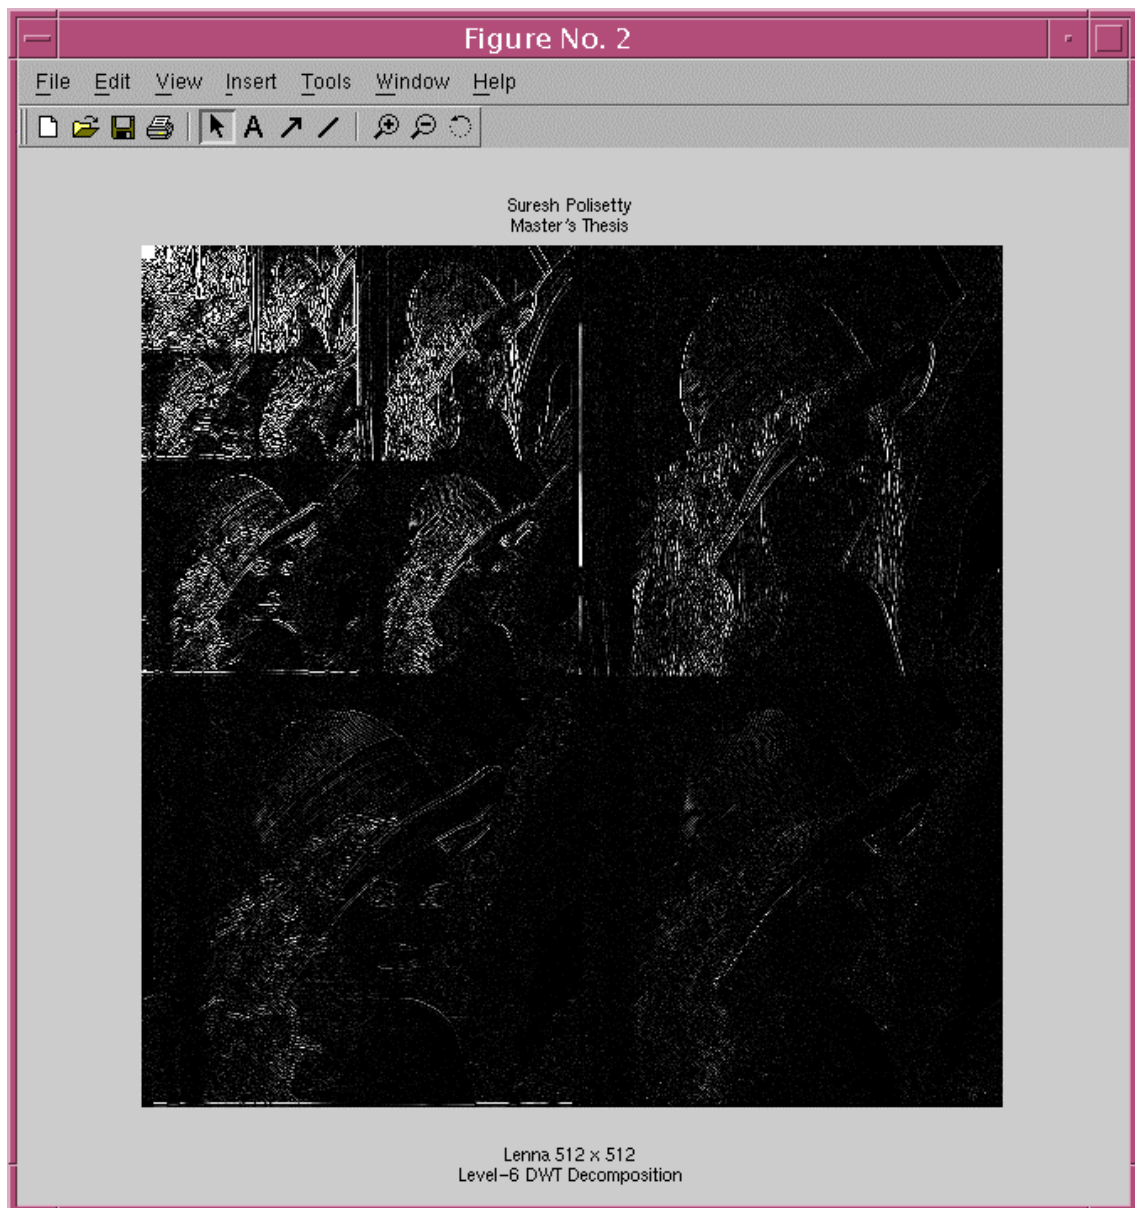 Figure No. 2
File Edit View Insert Tools Window Help
A
Suresh Polisetty
Master's Thesis
Lenna 512 x 512
Level-6 DWT Decomposition